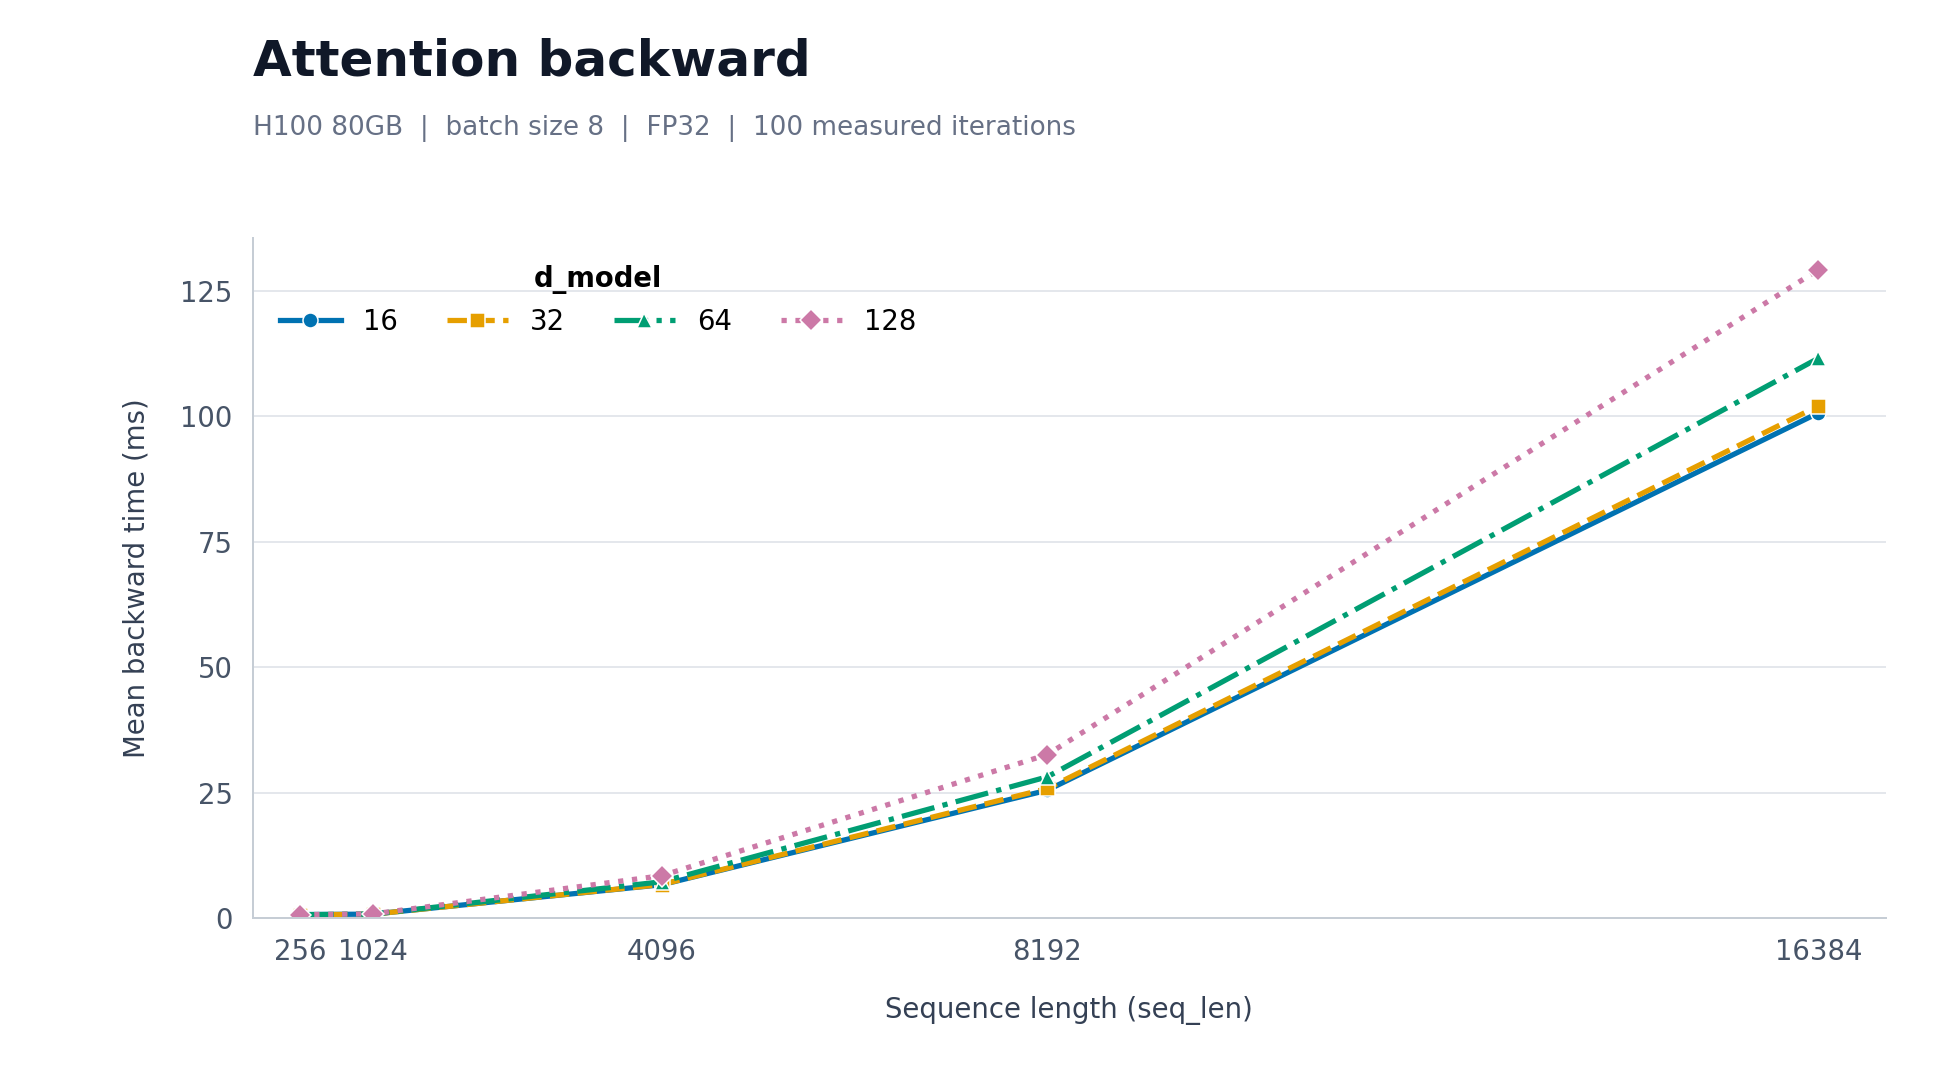 Attention backward
H100 80GB | batch size 8 | FP32 | 100 measured iterations
d_model
16 32 64 128
Mean backward time (ms)
125
100
75
50
25
0
256 1024 4096 8192 16384
Sequence length (seq_len)